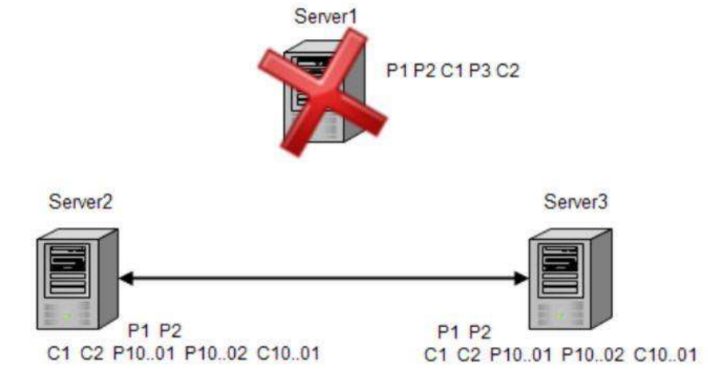 Server1
P1 P2 C1 P3 C2
Server2
Server3
P1 P2
C1 C2 P10..01 P10..02 C10..01
P1 P2
C1 C2 P10..01 P10..02 C10..01